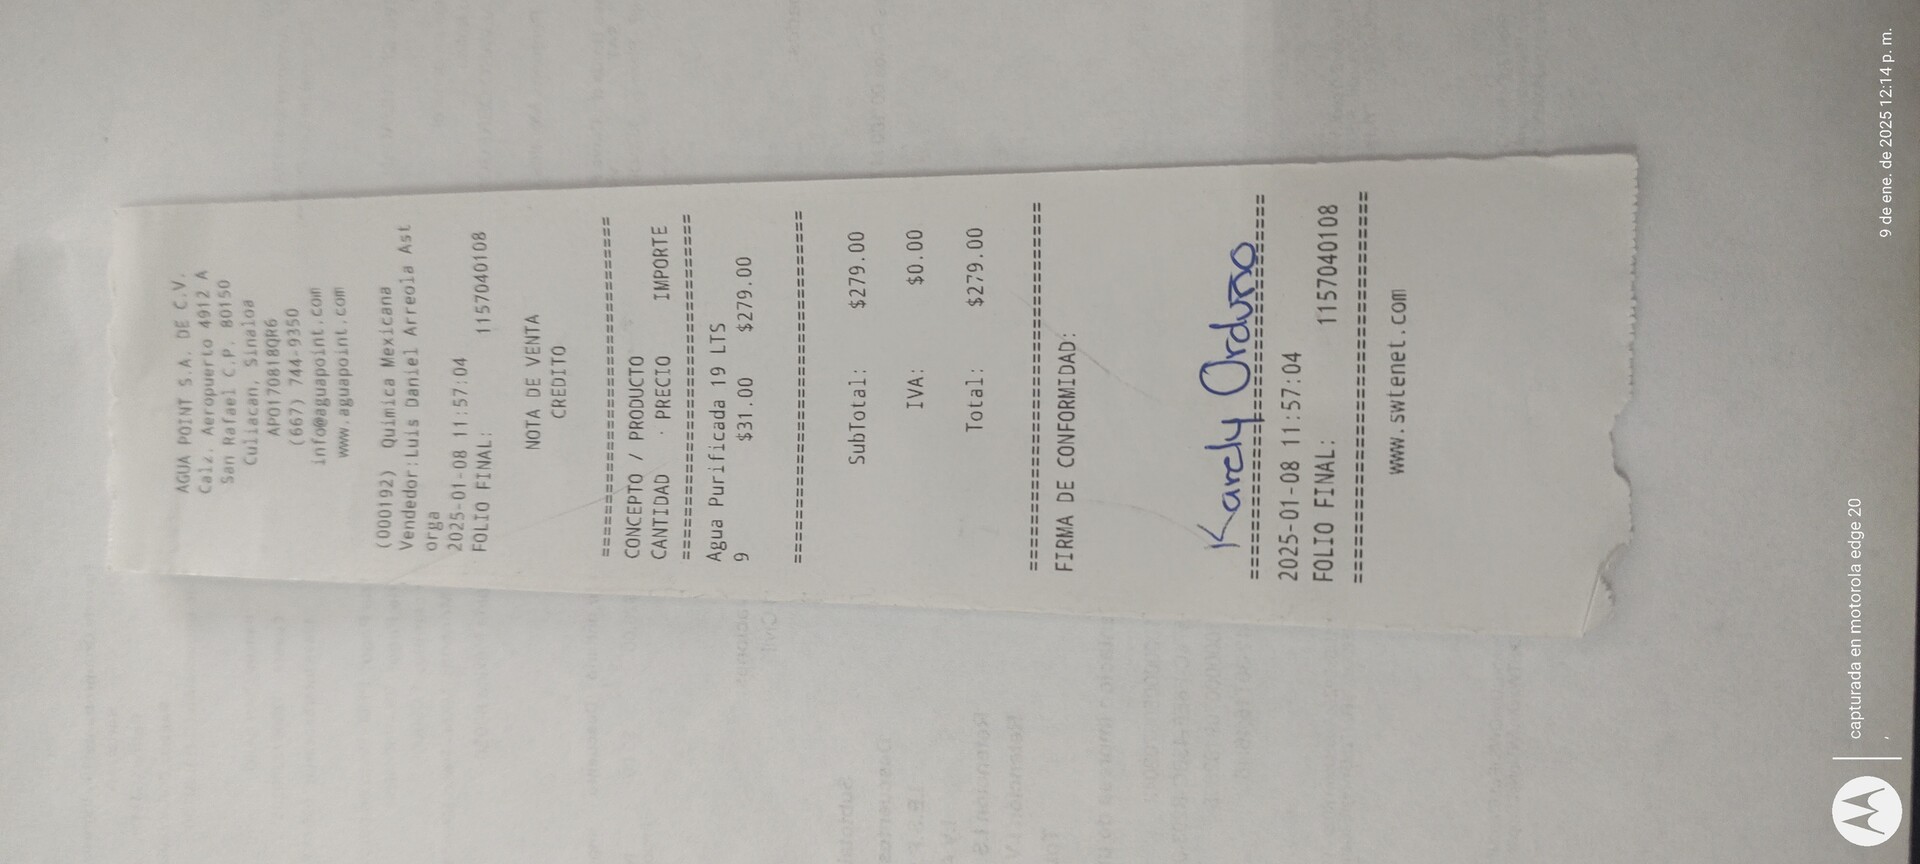 AGUA POINT S.A. DE C.V.
Calz. Aeropuerto 4912 A
San Rafael C.P. 80150
Culiacan, Sinaloa
APO170818QR6
(667) 744-9350
info@aguapoint.com
www.aguapoint.com
(000192) Quimica Mexicana
Vendedor:Luis Daniel Arreola Ast
orga
2025-01-08 11:57:04
FOLIO FINAL: 1157040108
NOTA DE VENTA
CREDITO
================================
CONCEPTO / PRODUCTO
CANTIDAD . PRECIO IMPORTE
================================
Agua Purificada 19 LTS
9 $31.00 $279.00
================================
SubTotal: $279.00
IVA: $0.00
Total: $279.00
================================
FIRMA DE CONFORMIDAD:
Karely Orduño
================================
2025-01-08 11:57:04
FOLIO FINAL: 1157040108
================================
www.swtenet.com
capturada en motorola edge 20
9 de ene. de 2025 12:14 p. m.